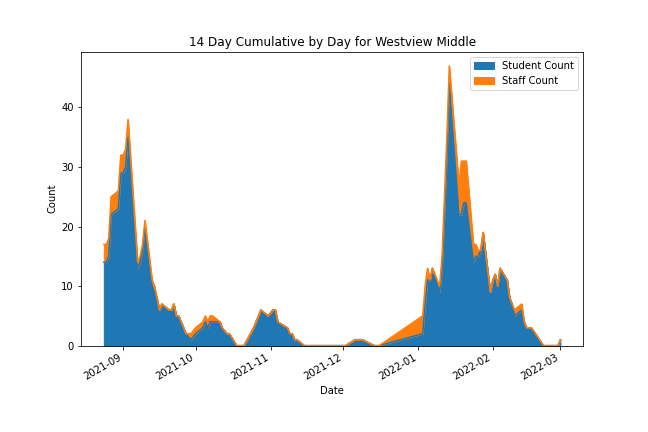 14 Day Cumulative by Day for Westview Middle
Student Count
Staff Count
Count
40
30
20
10
0
2021-09
2021-10
2021-11
2021-12
2022-01
2022-02
2022-03
Date